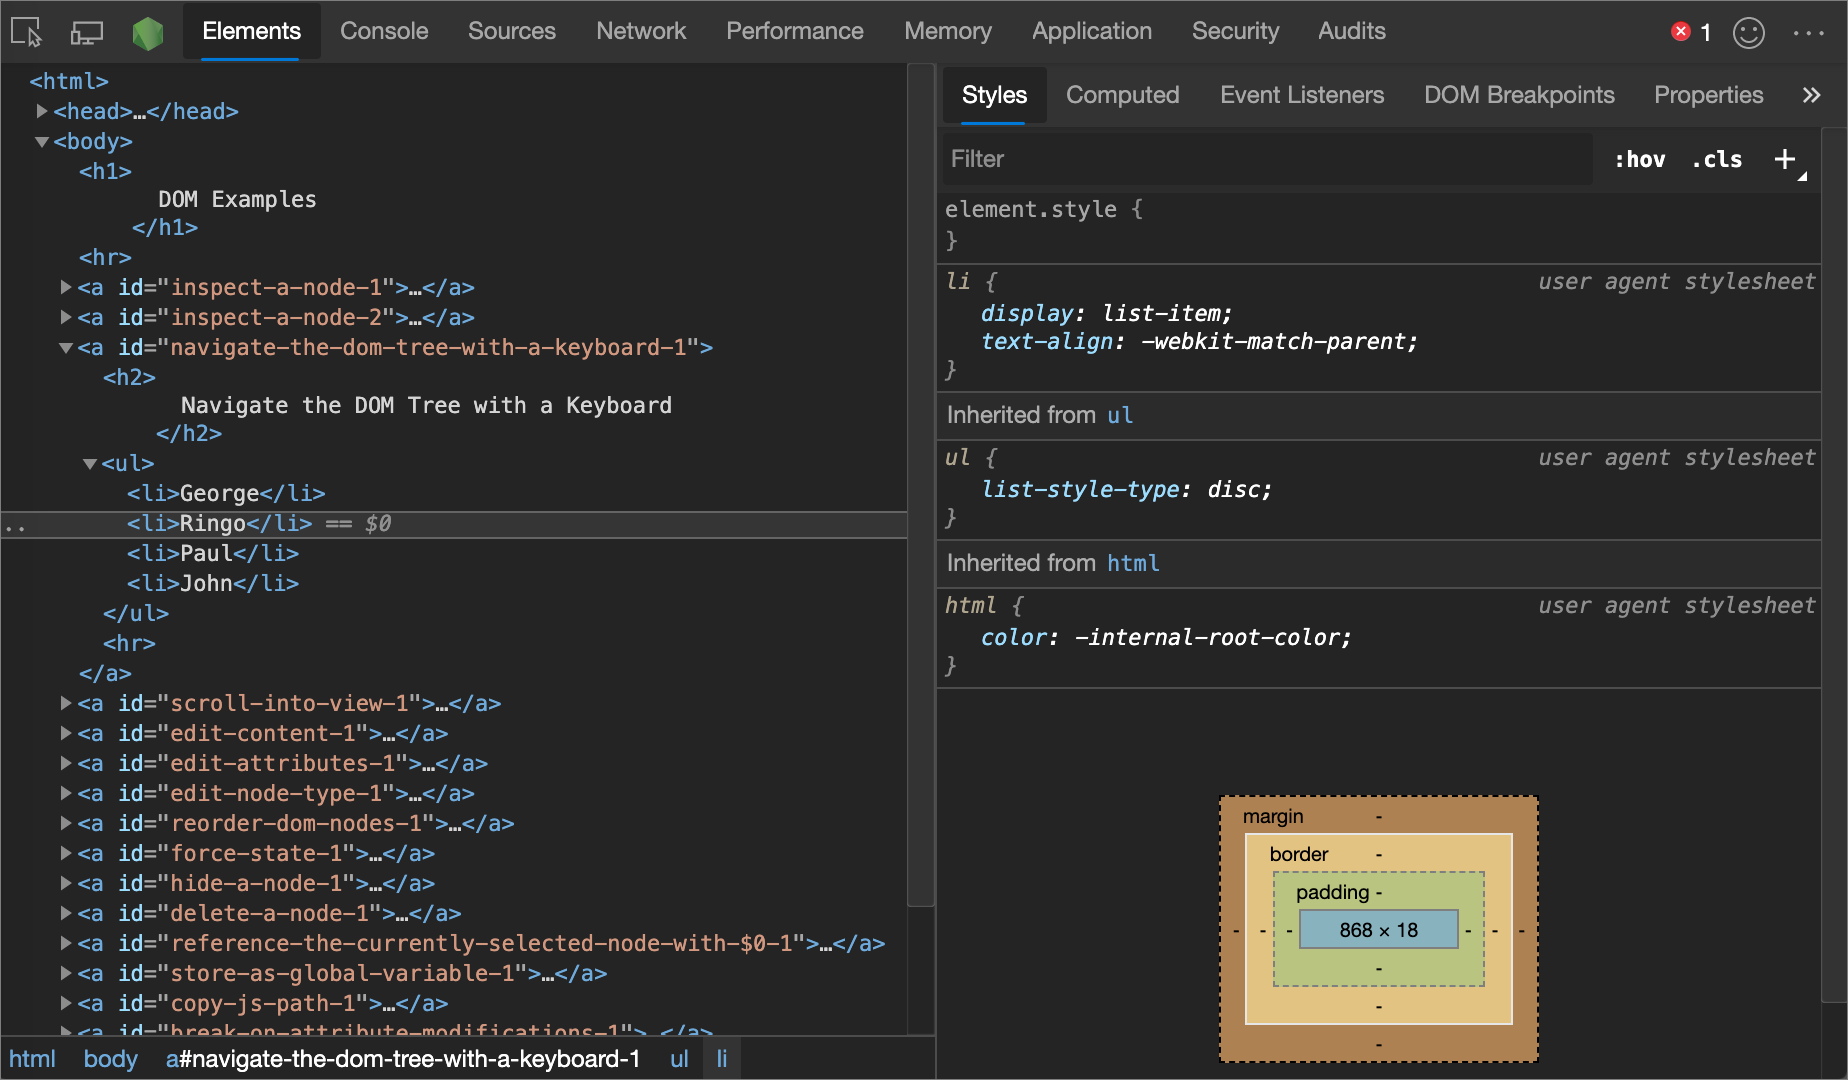 Elements Console Sources Network Performance Memory Application Security Audits 1
<html>
<head>…</head>
<body>
<h1>
DOM Examples
</h1>
<hr>
<a id="inspect-a-node-1">…</a>
<a id="inspect-a-node-2">…</a>
<a id="navigate-the-dom-tree-with-a-keyboard-1">
<h2>
Navigate the DOM Tree with a Keyboard
</h2>
<ul>
<li>George</li>
.. <li>Ringo</li> == $0
<li>Paul</li>
<li>John</li>
</ul>
<hr>
</a>
<a id="scroll-into-view-1">…</a>
<a id="edit-content-1">…</a>
<a id="edit-attributes-1">…</a>
<a id="edit-node-type-1">…</a>
<a id="reorder-dom-nodes-1">…</a>
<a id="force-state-1">…</a>
<a id="hide-a-node-1">…</a>
<a id="delete-a-node-1">…</a>
<a id="reference-the-currently-selected-node-with-$0-1">…</a>
<a id="store-as-global-variable-1">…</a>
<a id="copy-js-path-1">…</a>
<a id="break-on-attribute-modifications-1">…</a>
html body a#navigate-the-dom-tree-with-a-keyboard-1 ul li
Styles Computed Event Listeners DOM Breakpoints Properties »
Filter :hov .cls +
element.style {
}
li { user agent stylesheet
display: list-item;
text-align: -webkit-match-parent;
}
Inherited from ul
ul { user agent stylesheet
list-style-type: disc;
}
Inherited from html
html { user agent stylesheet
color: -internal-root-color;
}
margin -
border -
padding -
- - - 868 × 18 - - -
-
-
-